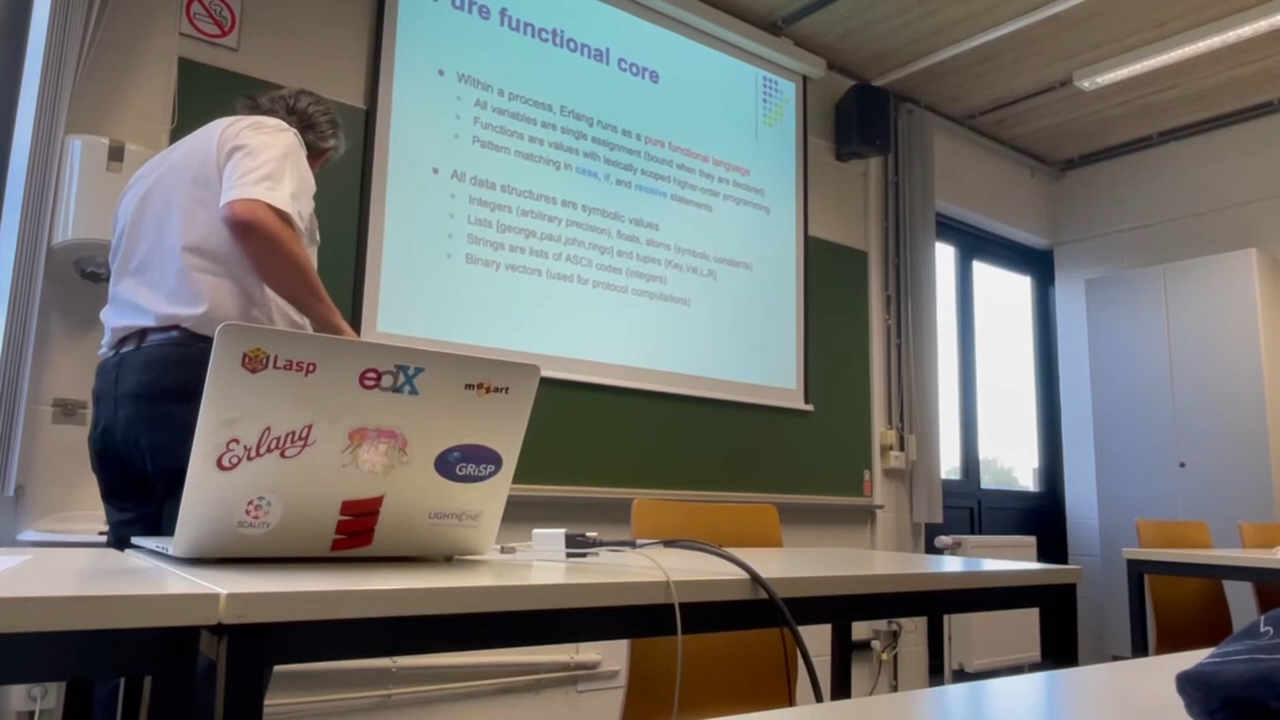 Pure functional core
Within a process, Erlang runs as a pure functional language
All variables are single assignment (bound when they are declared)
Functions are values with lexically scoped higher-order programming
Pattern matching in case, if, and receive statements
All data structures are symbolic values
Integers (arbitrary precision), floats, atoms (symbolic constants)
Lists [george,paul,john,ringo] and tuples {Key,Val,L,R}
Strings are lists of ASCII codes (integers)
Binary vectors (used for protocol computations)
Lasp
edX
mozart
Erlang
GRiSP
SCALITY
LIGHTKONE